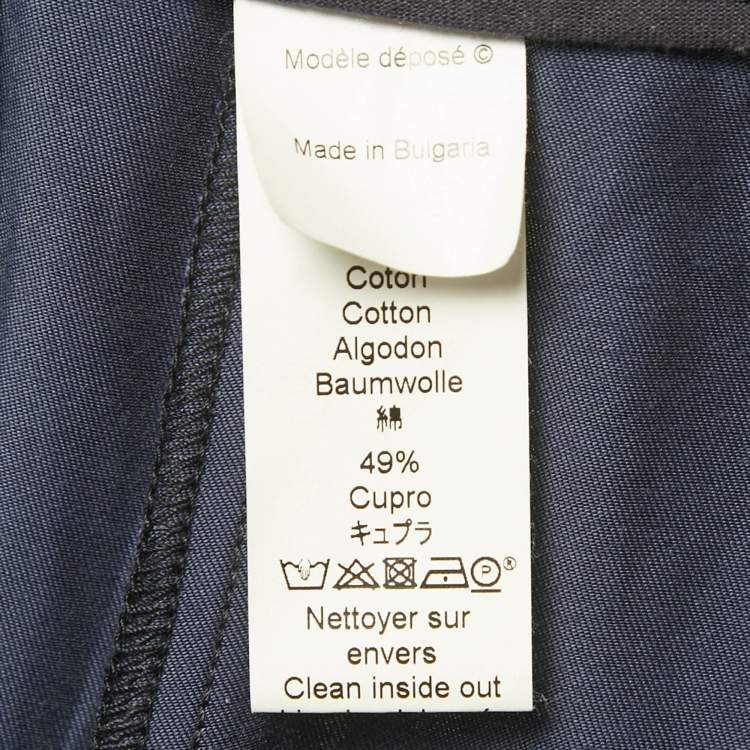 Modèle déposé ©
Made in Bulgaria
Coton
Cotton
Algodon
Baumwolle
綿
49%
Cupro
キュプラ
P ®
Nettoyer sur
envers
Clean inside out